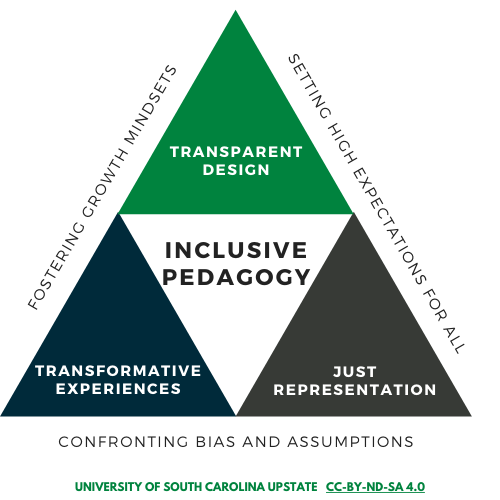 FOSTERING GROWTH MINDSETS
SETTING HIGH EXPECTATIONS FOR ALL
TRANSPARENT
DESIGN
INCLUSIVE
PEDAGOGY
TRANSFORMATIVE
EXPERIENCES
JUST
REPRESENTATION
CONFRONTING BIAS AND ASSUMPTIONS
UNIVERSITY OF SOUTH CAROLINA UPSTATE CC-BY-ND-SA 4.0